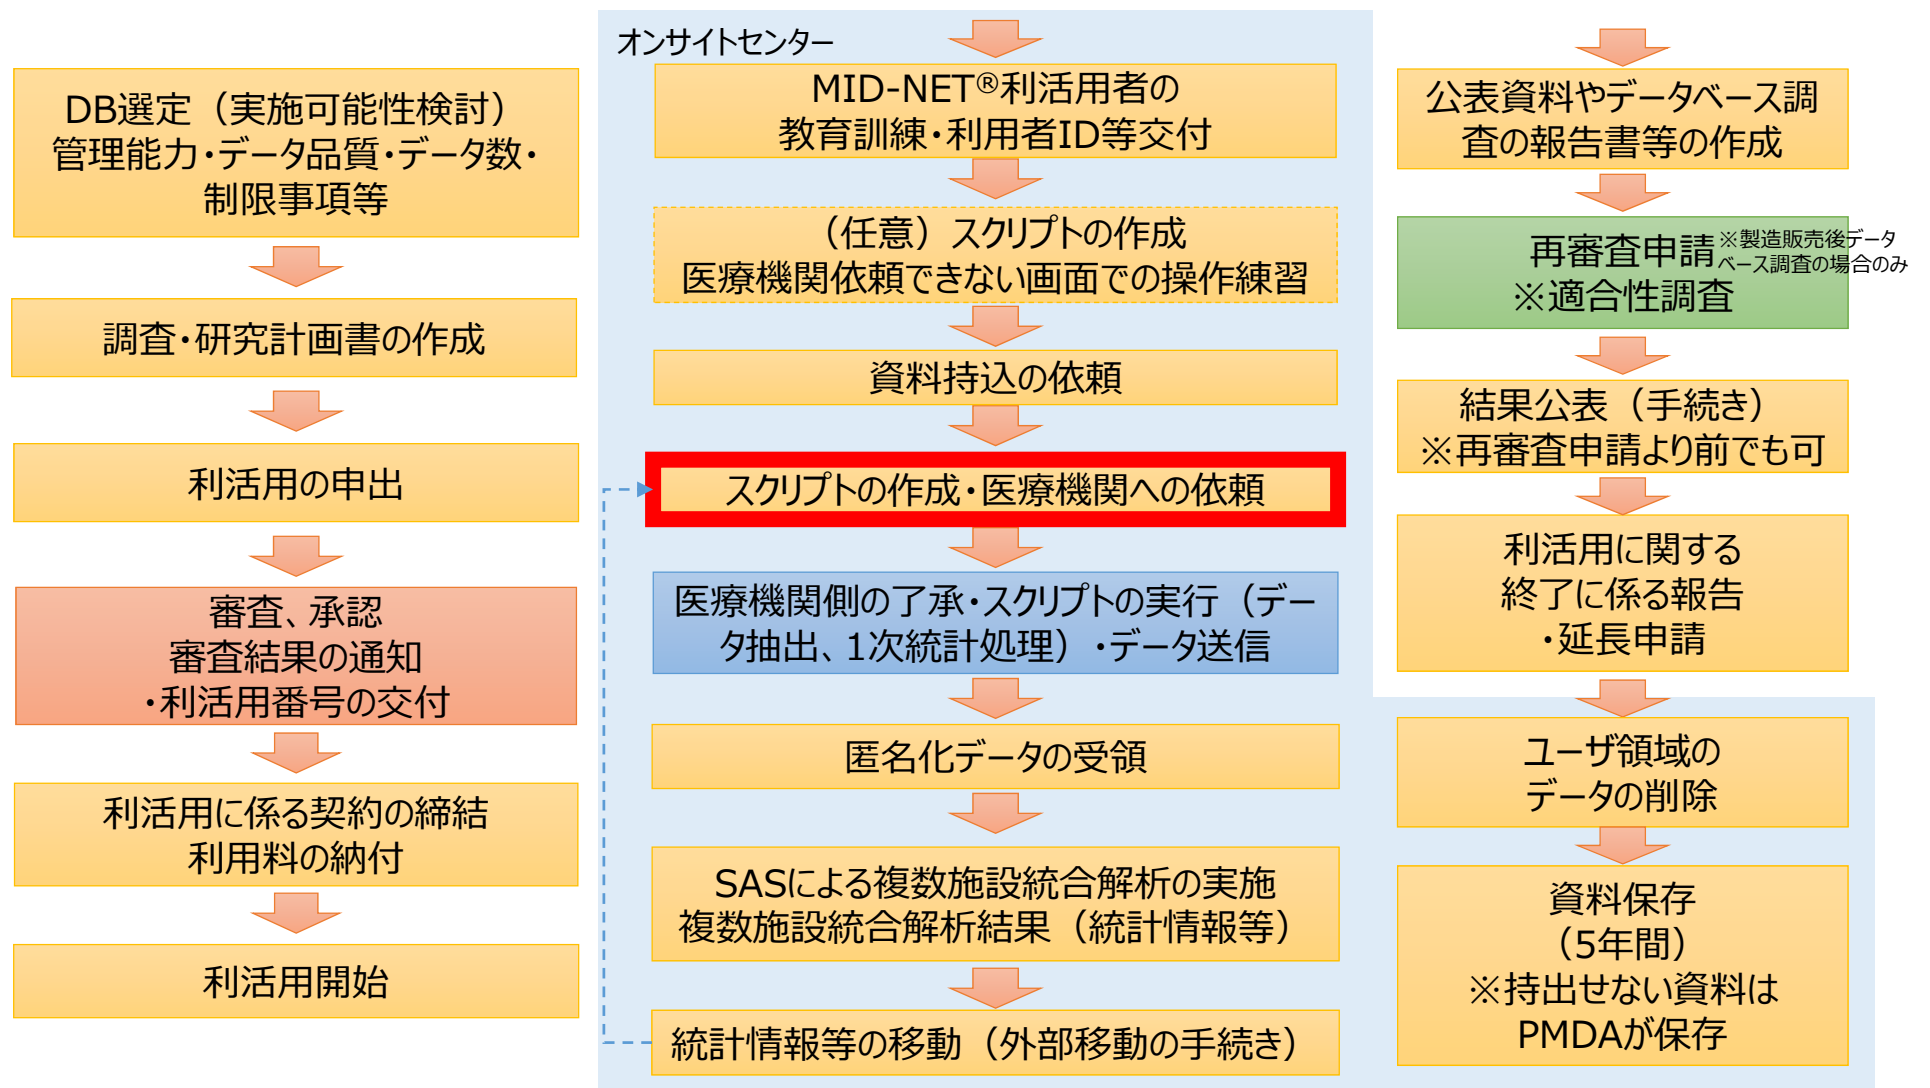 DB選定（実施可能性検討）
管理能力・データ品質・データ数・
制限事項等
調査・研究計画書の作成
利活用の申出
審査、承認
審査結果の通知
・利活用番号の交付
利活用に係る契約の締結
利用料の納付
利活用開始
オンサイトセンター
MID-NET®利活用者の
教育訓練・利用者ID等交付
（任意）スクリプトの作成
医療機関依頼できない画面での操作練習
資料持込の依頼
スクリプトの作成・医療機関への依頼
医療機関側の了承・スクリプトの実行（デー
タ抽出、1次統計処理）・データ送信
匿名化データの受領
SASによる複数施設統合解析の実施
複数施設統合解析結果（統計情報等）
統計情報等の移動（外部移動の手続き）
公表資料やデータベース調
査の報告書等の作成
再審査申請
※製造販売後データ
ベース調査の場合のみ
※適合性調査
結果公表（手続き）
※再審査申請より前でも可
利活用に関する
終了に係る報告
・延長申請
ユーザ領域の
データの削除
資料保存
（5年間）
※持出せない資料は
PMDAが保存